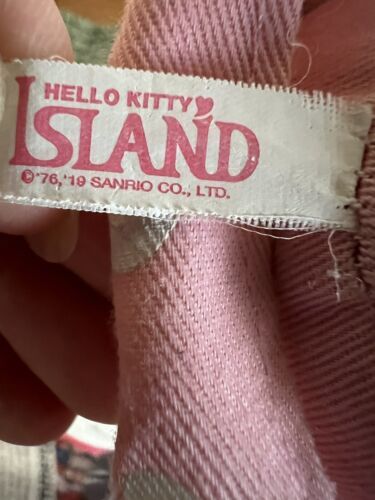 HELLO KITTY
ISLAND
©'76,'19 SANRIO CO., LTD.